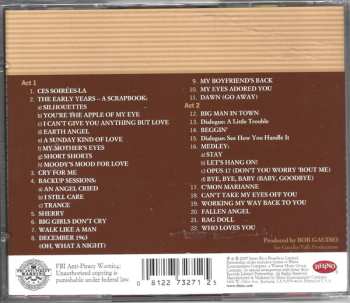 Act 1
1. CES SOIRÉES-LA
2. THE EARLY YEARS – A SCRAPBOOK:
a) SILHOUETTES
b) YOU'RE THE APPLE OF MY EYE
c) I CAN'T GIVE YOU ANYTHING BUT LOVE
d) EARTH ANGEL
e) A SUNDAY KIND OF LOVE
f) MY MOTHER'S EYES
g) SHORT SHORTS
h) MOODY'S MOOD FOR LOVE
3. CRY FOR ME
4. BACKUP SESSIONS:
a) AN ANGEL CRIED
b) I STILL CARE
c) TRANCE
5. SHERRY
6. BIG GIRLS DON'T CRY
7. WALK LIKE A MAN
8. DECEMBER 1963
(OH, WHAT A NIGHT)
9. MY BOYFRIEND'S BACK
10. MY EYES ADORED YOU
11. DAWN (GO AWAY)
Act 2
12. BIG MAN IN TOWN
13. Dialogue: A Little Trouble
14. BEGGIN'
15. Dialogue: See How You Handle It
16. MEDLEY:
a) STAY
b) LET'S HANG ON!
c) OPUS 17 (DON'T YOU WORRY 'BOUT ME)
d) BYE, BYE, BABY (BABY, GOODBYE)
17. C'MON MARIANNE
18. CAN'T TAKE MY EYES OFF YOU
19. WORKING MY WAY BACK TO YOU
20. FALLEN ANGEL
21. RAG DOLL
22. WHO LOVES YOU
Produced by BOB GAUDIO
for Gaudio/Valli Productions
FBI Anti-Piracy Warning:
Unauthorized copying is
punishable under federal law.
0 81227 32712 5
RHINO